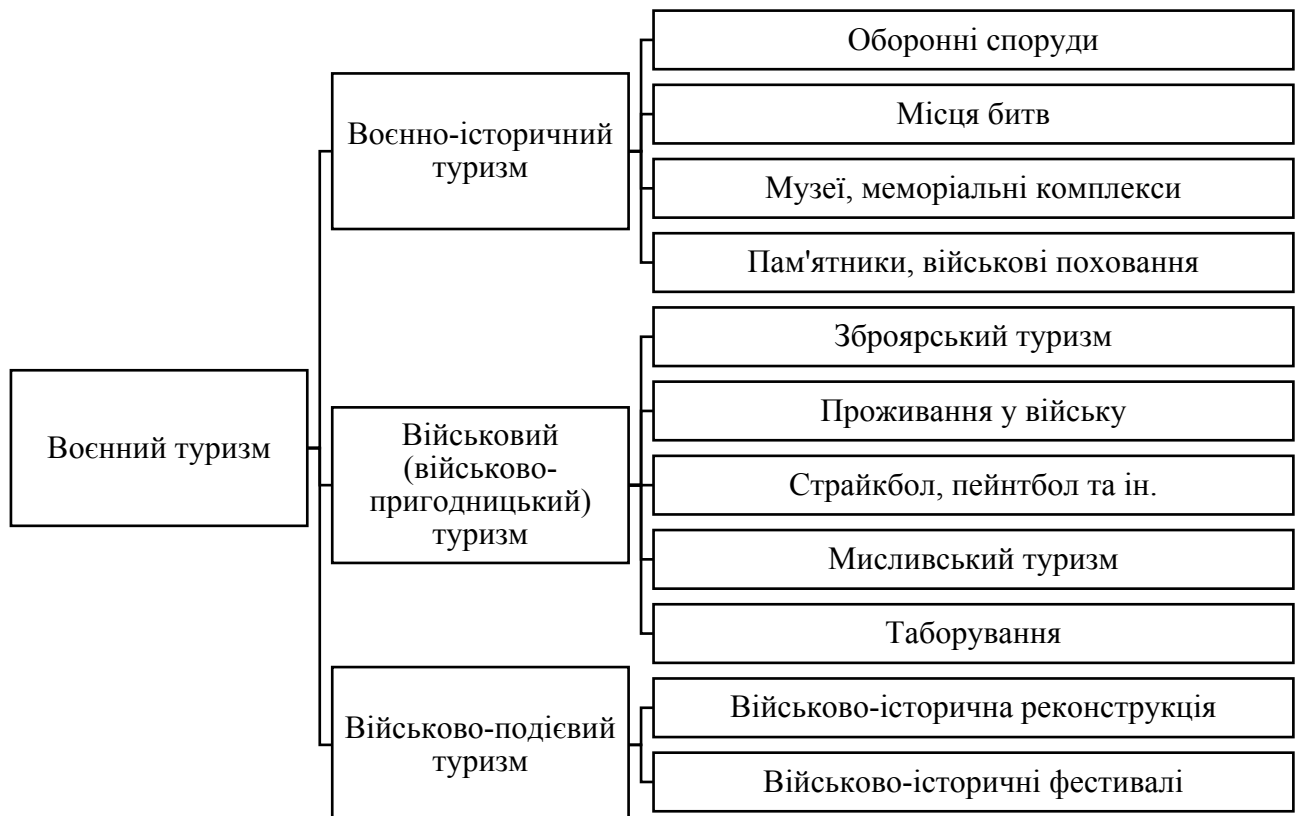 Воєнний туризм
Воєнно-історичний
туризм
Оборонні споруди
Місця битв
Музеї, меморіальні комплекси
Пам'ятники, військові поховання
Військовий
(військово-
пригодницький)
туризм
Зброярський туризм
Проживання у війську
Страйкбол, пейнтбол та ін.
Мисливський туризм
Таборування
Військово-подієвий
туризм
Військово-історична реконструкція
Військово-історичні фестивалі